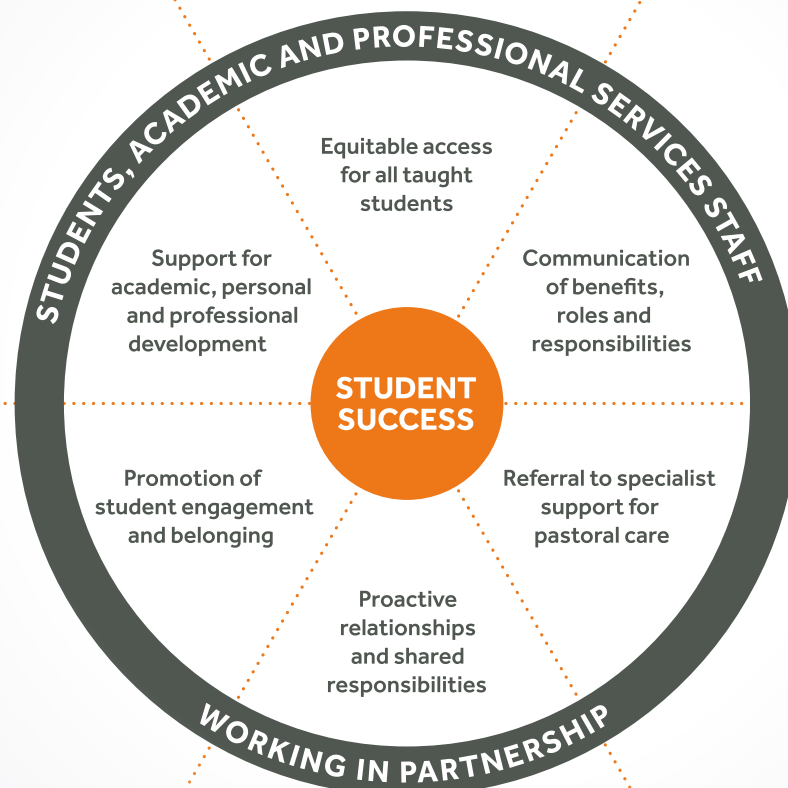 STUDENTS, ACADEMIC AND PROFESSIONAL SERVICES STAFF
Equitable access
for all taught
students
Communication
of benefits,
roles and
responsibilities
Referral to specialist
support for
pastoral care
Proactive
relationships
and shared
responsibilities
Promotion of
student engagement
and belonging
Support for
academic, personal
and professional
development
STUDENT
SUCCESS
WORKING IN PARTNERSHIP